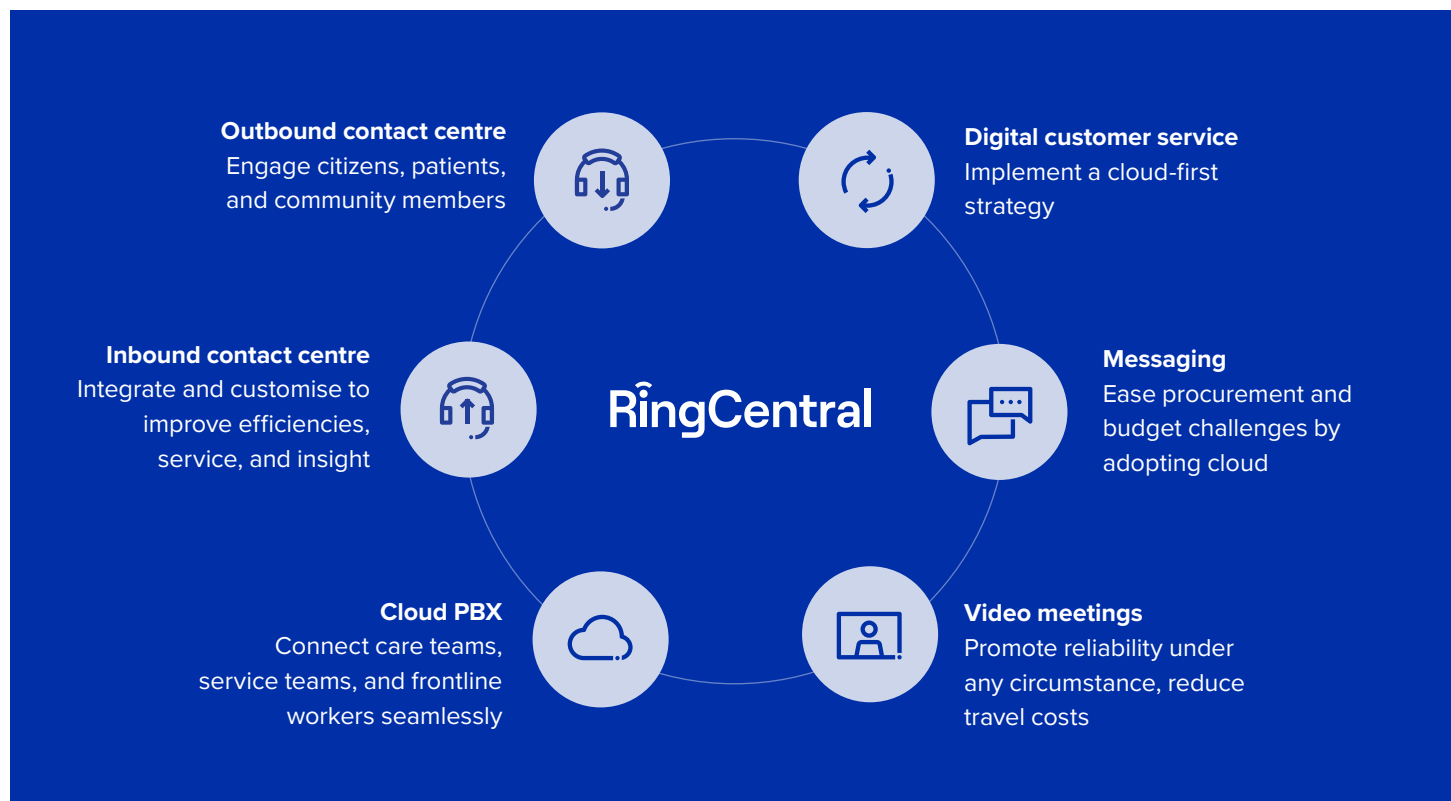 Outbound contact centre
Engage citizens, patients,
and community members
Digital customer service
Implement a cloud-first
strategy
Inbound contact centre
Integrate and customise to
improve efficiencies,
service, and insight
RingCentral
Messaging
Ease procurement and
budget challenges by
adopting cloud
Cloud PBX
Connect care teams,
service teams, and frontline
workers seamlessly
Video meetings
Promote reliability under
any circumstance, reduce
travel costs